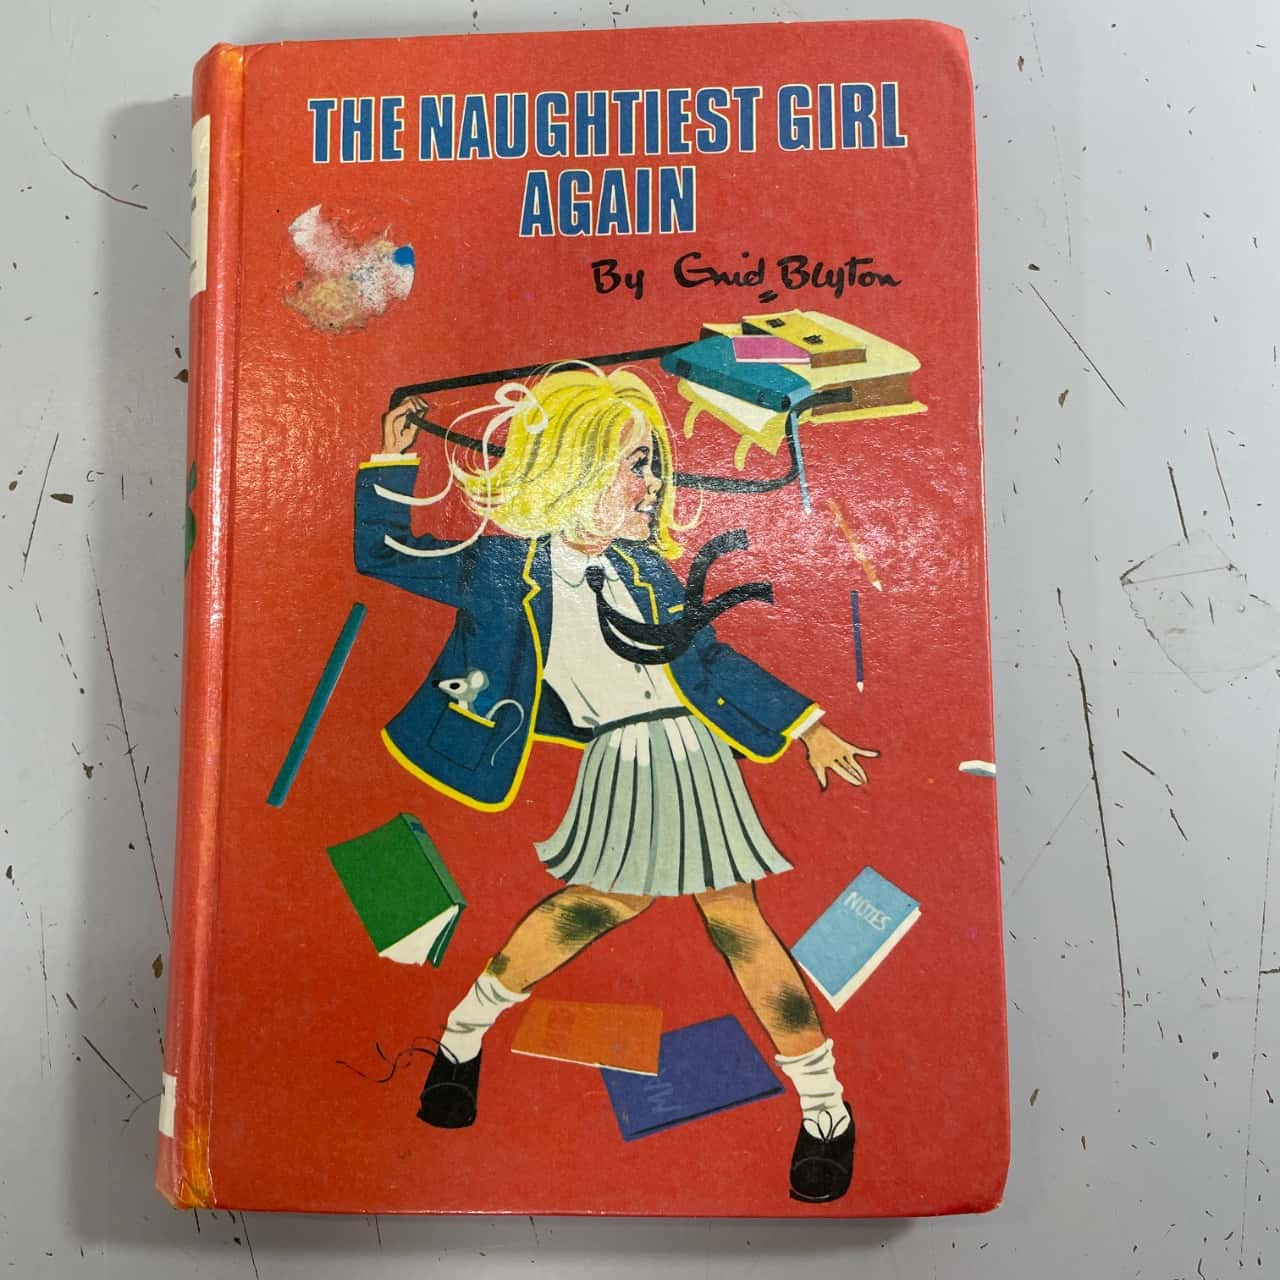 THE NAUGHTIEST GIRL
AGAIN
By Enid Blyton
NOTES